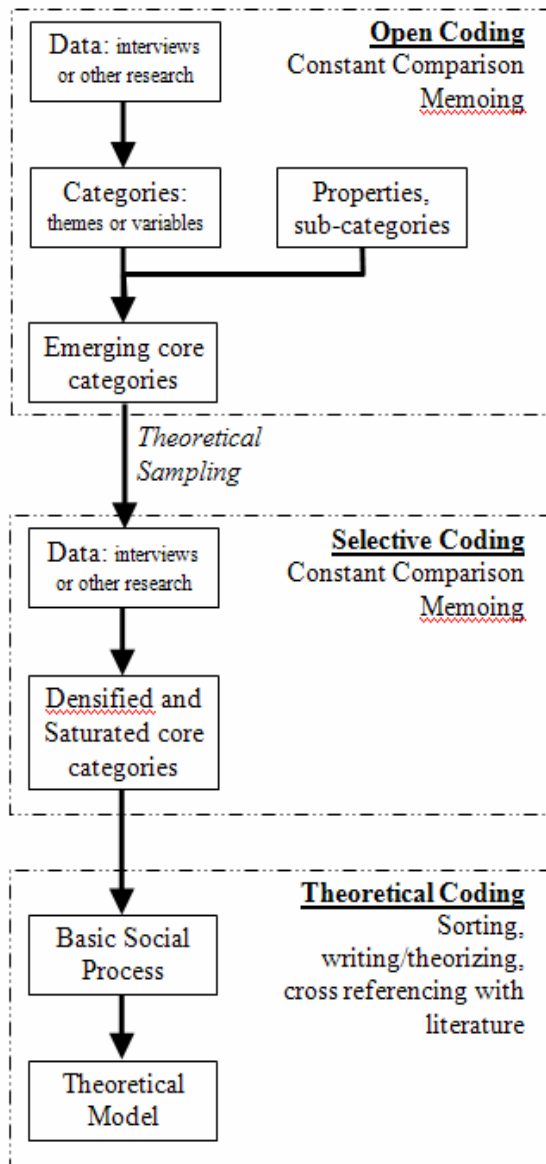 Data: interviews
or other research
Open Coding
Constant Comparison
Memoing
Categories:
themes or variables
Properties,
sub-categories
Emerging core
categories
Theoretical
Sampling
Data: interviews
or other research
Selective Coding
Constant Comparison
Memoing
Densified and
Saturated core
categories
Theoretical Coding
Sorting,
writing/theorizing,
cross referencing with
literature
Basic Social
Process
Theoretical
Model